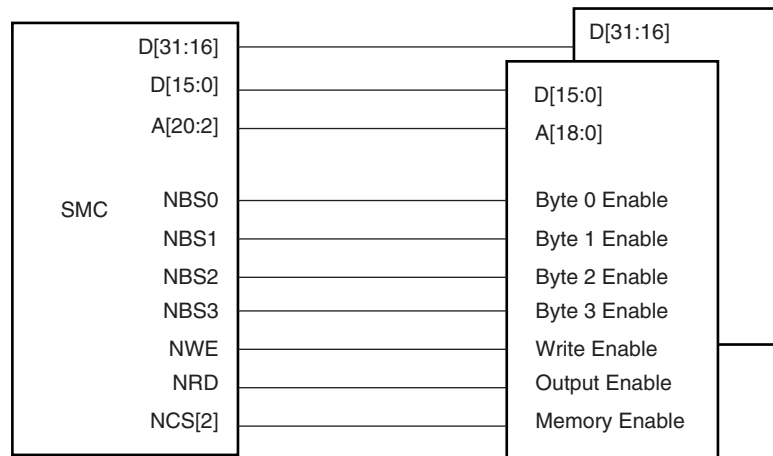 D[31:16] D[31:16]
D[15:0] D[15:0]
A[20:2] A[18:0]
NBS0 Byte 0 Enable
SMC
NBS1 Byte 1 Enable
NBS2 Byte 2 Enable
NBS3 Byte 3 Enable
NWE Write Enable
NRD Output Enable
NCS[2] Memory Enable